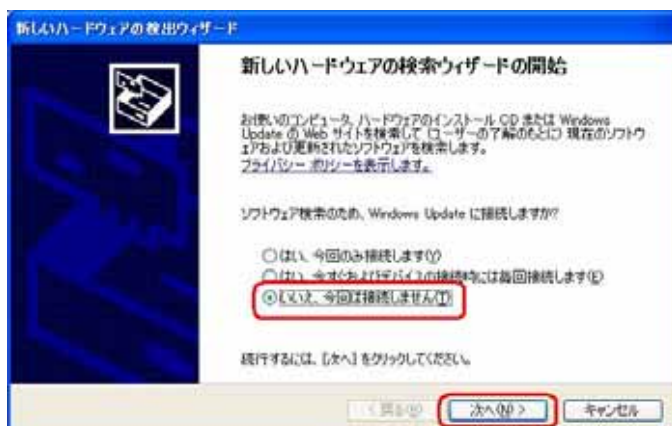 新しいハードウェアの検出ウィザード
新しいハードウェアの検索ウィザードの開始
お使いのコンピュータ、ハードウェアのインストール CD または Windows
Update の Web サイトを検索して (ユーザーの了解のもとに) 現在のソフトウ
ェアおよび更新されたソフトウェアを検索します。
プライバシー ポリシーを表示します。
ソフトウェア検索のため、Windows Update に接続しますか?
はい、今回のみ接続します(Y)
はい、今すぐおよびデバイスの接続時には毎回接続します(E)
いいえ、今回は接続しません(T)
続行するには、[次へ] をクリックしてください。
< 戻る(B)
次へ(N) >
キャンセル